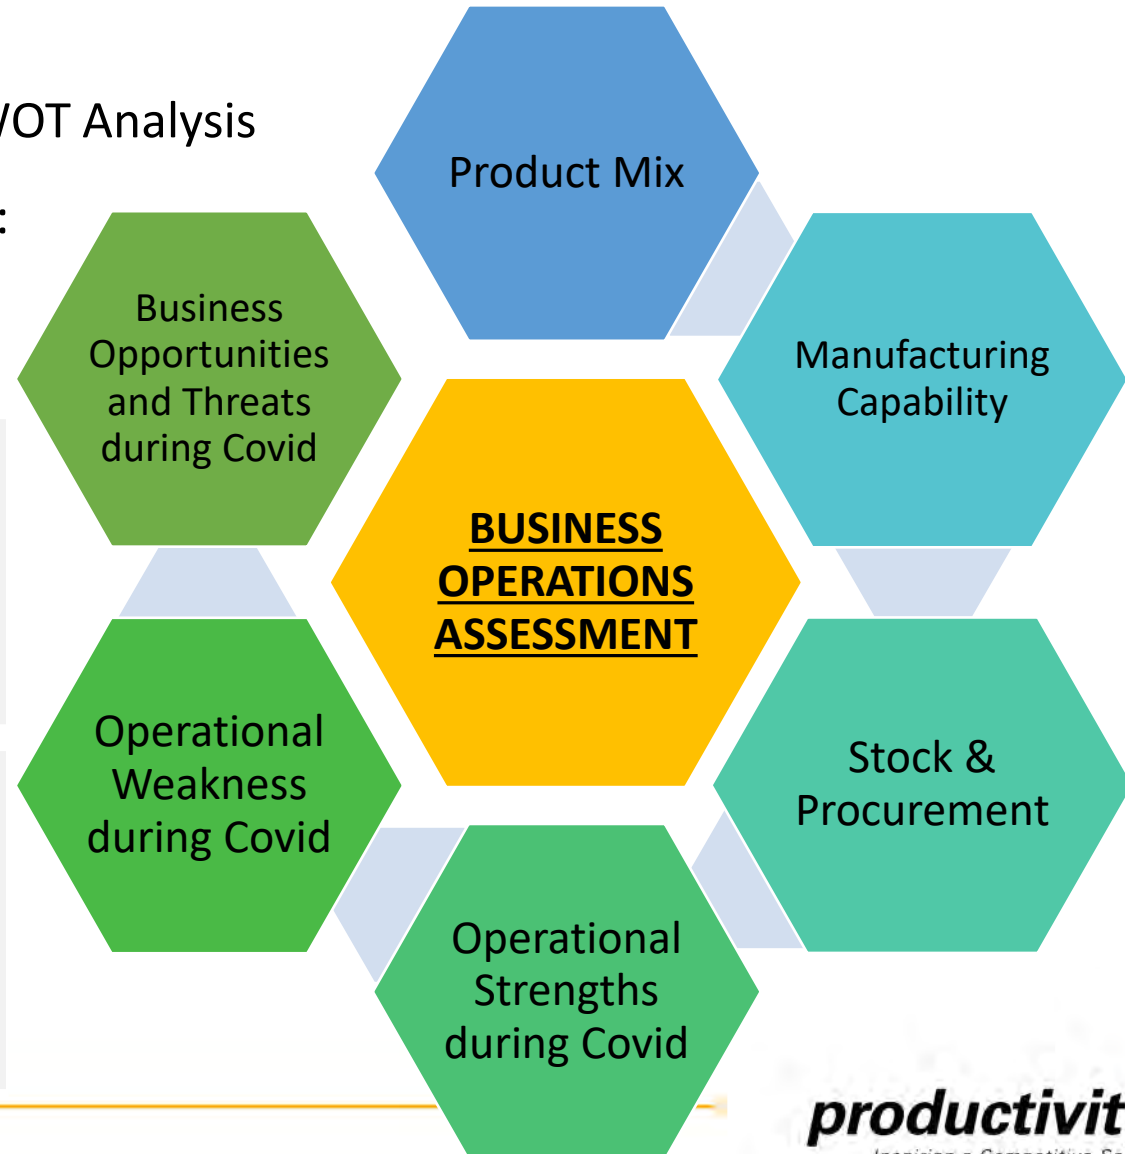 WOT Analysis
:
Product Mix
Business
Opportunities
and Threats
during Covid
Manufacturing
Capability
BUSINESS
OPERATIONS
ASSESSMENT
Operational
Weakness
during Covid
Stock &
Procurement
Operational
Strengths
during Covid
productivit